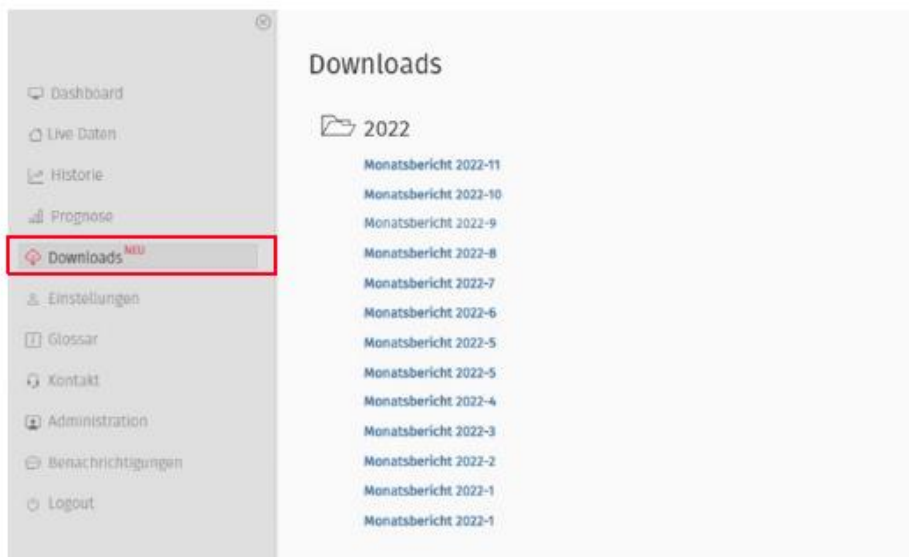 Dashboard
Live Daten
Historie
Prognose
Downloads NEU
Einstellungen
Glossar
Kontakt
Administration
Benachrichtigungen
Logout
Downloads
2022
Monatsbericht 2022-11
Monatsbericht 2022-10
Monatsbericht 2022-9
Monatsbericht 2022-8
Monatsbericht 2022-7
Monatsbericht 2022-6
Monatsbericht 2022-5
Monatsbericht 2022-5
Monatsbericht 2022-4
Monatsbericht 2022-3
Monatsbericht 2022-2
Monatsbericht 2022-1
Monatsbericht 2022-1